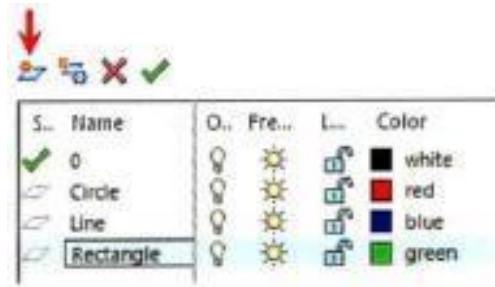 S.. Name O.. Fre... L... Color
0 white
Circle red
Line blue
Rectangle green